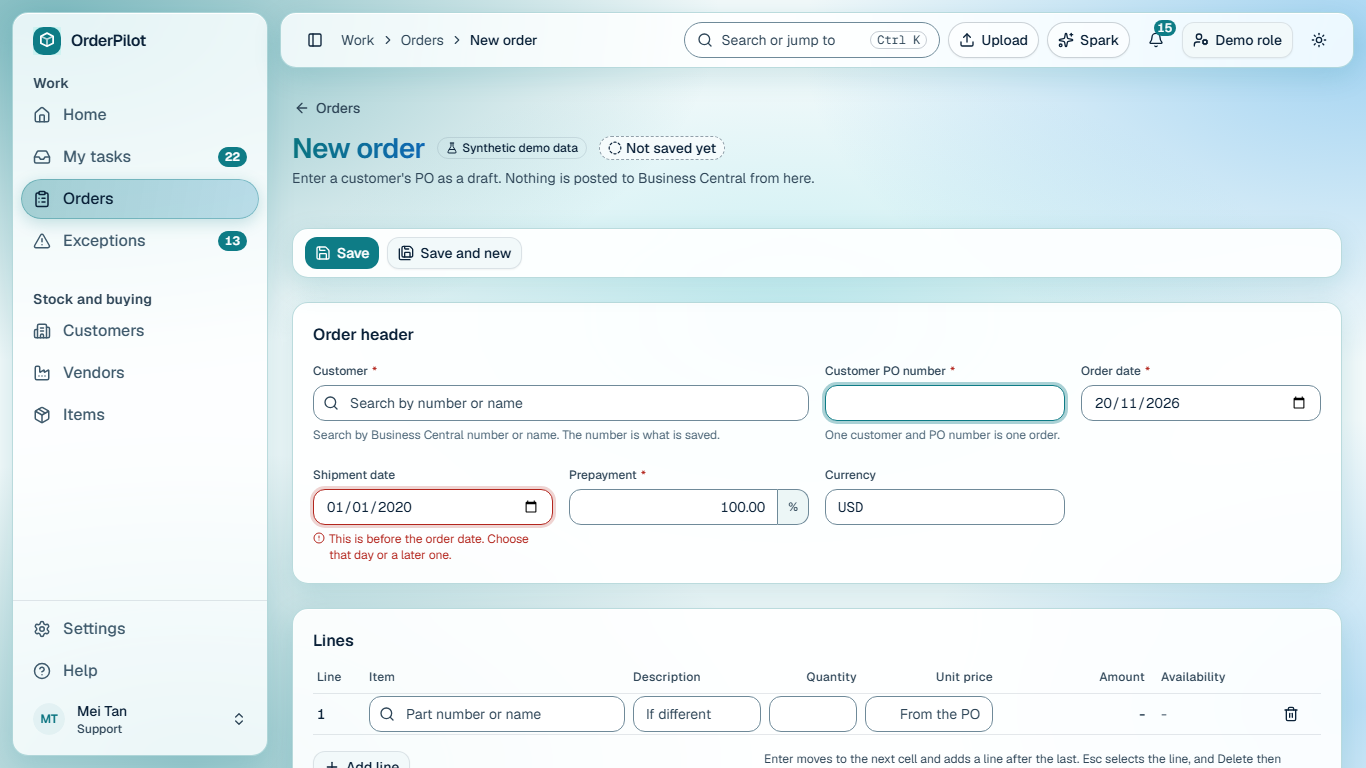 OrderPilot
Work
Home
My tasks 22
Orders
Exceptions 13
Stock and buying
Customers
Vendors
Items
Settings
Help
MT Mei Tan
Support
Work > Orders > New order
Search or jump to Ctrl K
Upload
Spark
15
Demo role
Orders
New order Synthetic demo data Not saved yet
Enter a customer's PO as a draft. Nothing is posted to Business Central from here.
Save Save and new
Order header
Customer * Customer PO number * Order date *
Search by number or name 20/11/2026
Search by Business Central number or name. The number is what is saved. One customer and PO number is one order.
Shipment date Prepayment * Currency
01/01/2020 100.00 % USD
This is before the order date. Choose
that day or a later one.
Lines
Line Item Description Quantity Unit price Amount Availability
1 Part number or name If different From the PO - -
Add line Enter moves to the next cell and adds a line after the last. Esc selects the line, and Delete then